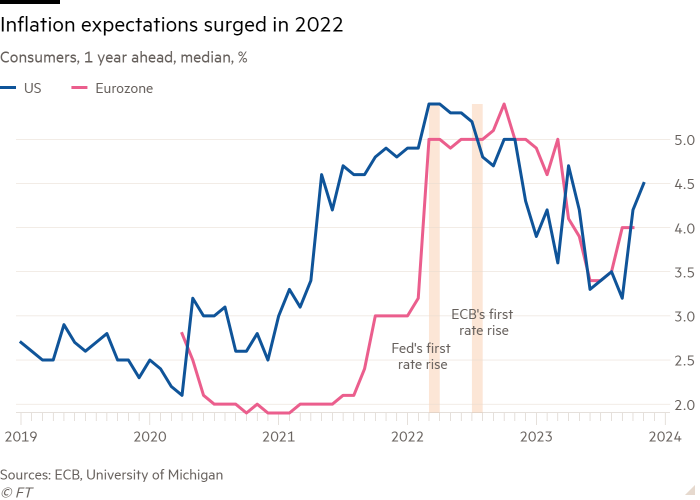 Inflation expectations surged in 2022
Consumers, 1 year ahead, median, %
US Eurozone
5.0
4.5
4.0
3.5
ECB's first
rate rise
3.0
Fed's first
rate rise
2.5
2.0
2019 2020 2021 2022 2023 2024
Sources: ECB, University of Michigan
© FT